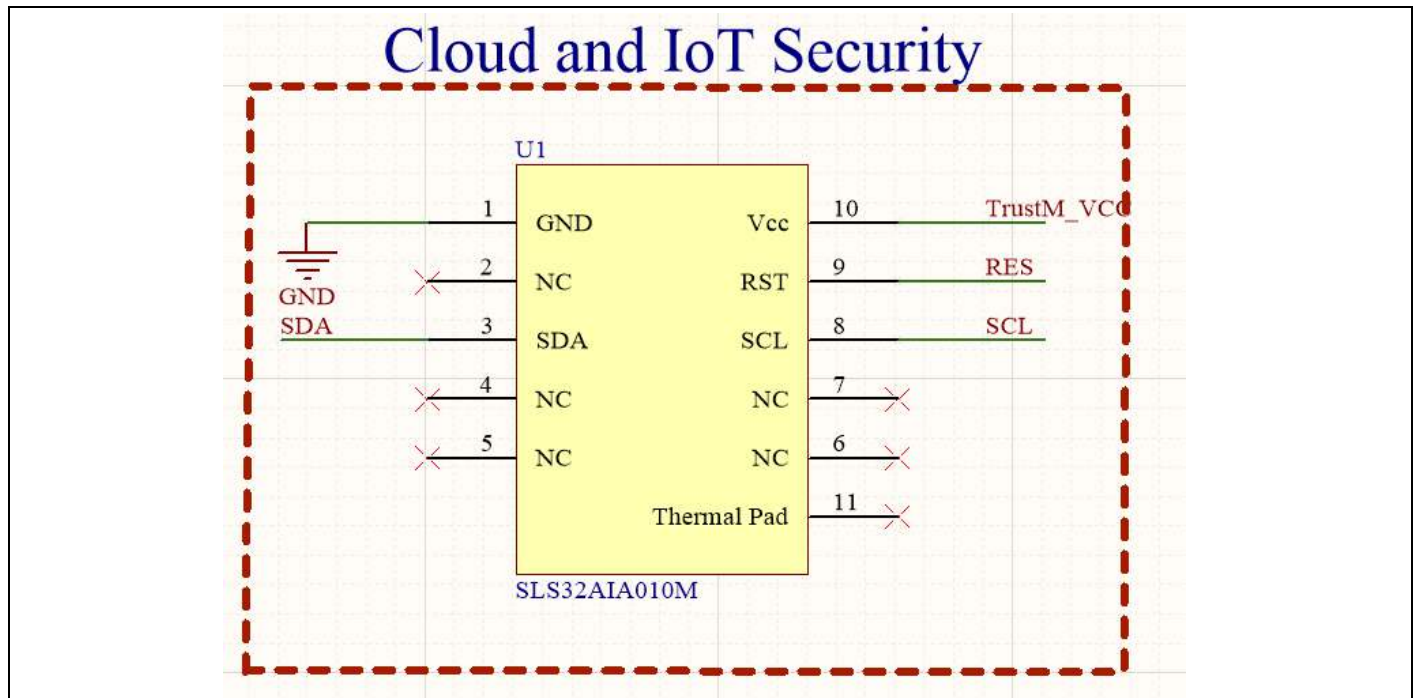 Cloud and IoT Security
U1
1 GND Vcc 10 TrustM_VCC
2 NC RST 9 RES
GND
SDA 3 SDA SCL 8 SCL
4 NC NC 7
5 NC NC 6
Thermal Pad 11
SLS32AIA010M